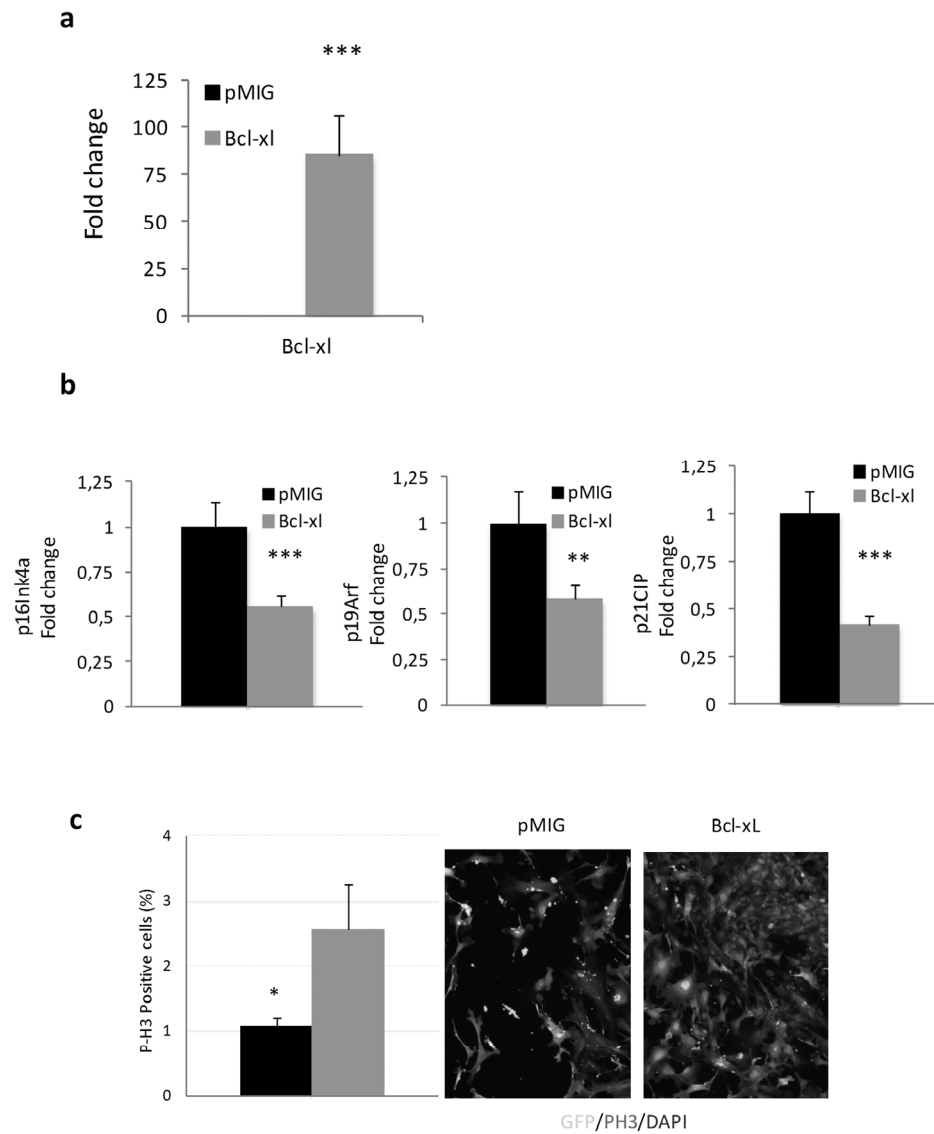 a
***
125
100
75
50
25
0
Fold change
pMIG
Bcl-xl
Bcl-xl
b
1,25
1
0,75
0,5
0,25
0
p16Ink4a
Fold change
pMIG
Bcl-xl
***
1,25
1
0,75
0,5
0,25
0
p19Arf
Fold change
pMIG
Bcl-xl
**
1,25
1
0,75
0,5
0,25
0
p21CIP
Fold change
pMIG
Bcl-xl
***
c
4
3
2
1
0
P-H3 Positive cells (%)
*
pMIG
Bcl-xL
GFP/PH3/DAPI